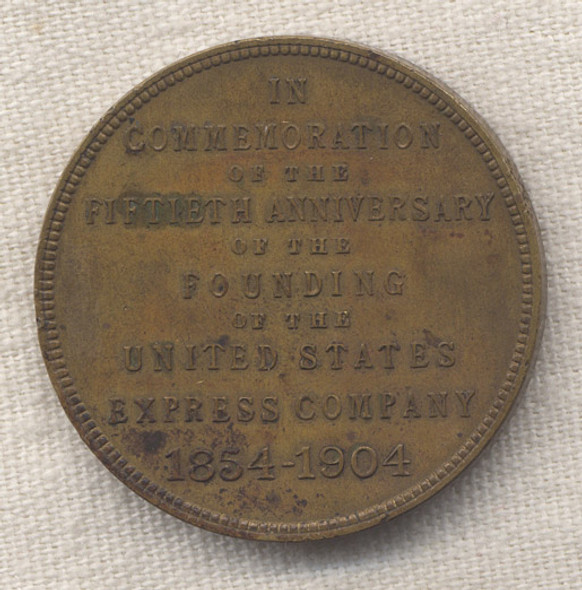 IN
COMMEMORATION
OF THE
FIFTIETH ANNIVERSARY
OF THE
FOUNDING
OF THE
UNITED STATES
EXPRESS COMPANY
1854-1904